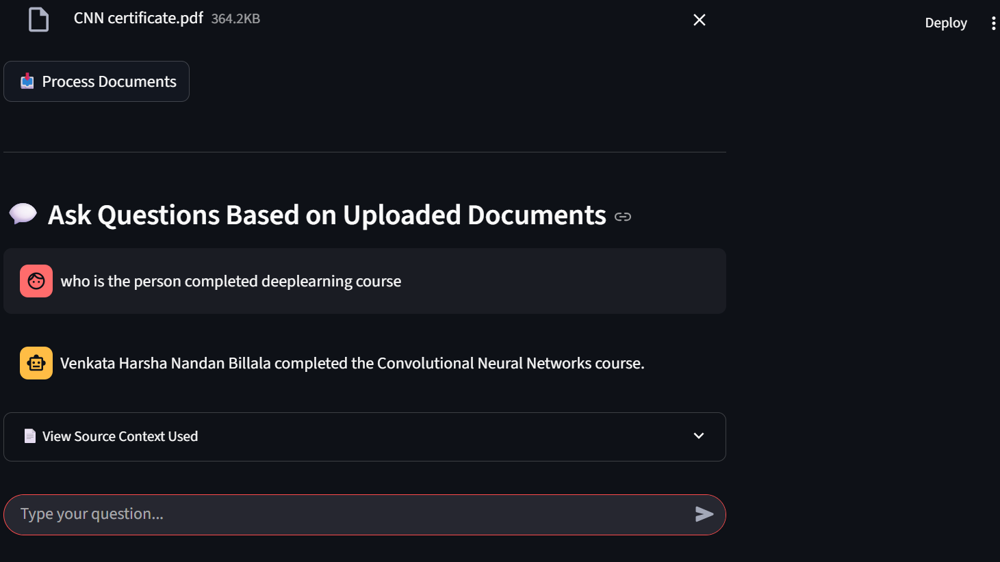 CNN certificate.pdf 364.2KB
Deploy
Process Documents
Ask Questions Based on Uploaded Documents
who is the person completed deeplearning course
Venkata Harsha Nandan Billala completed the Convolutional Neural Networks course.
View Source Context Used
Type your question...